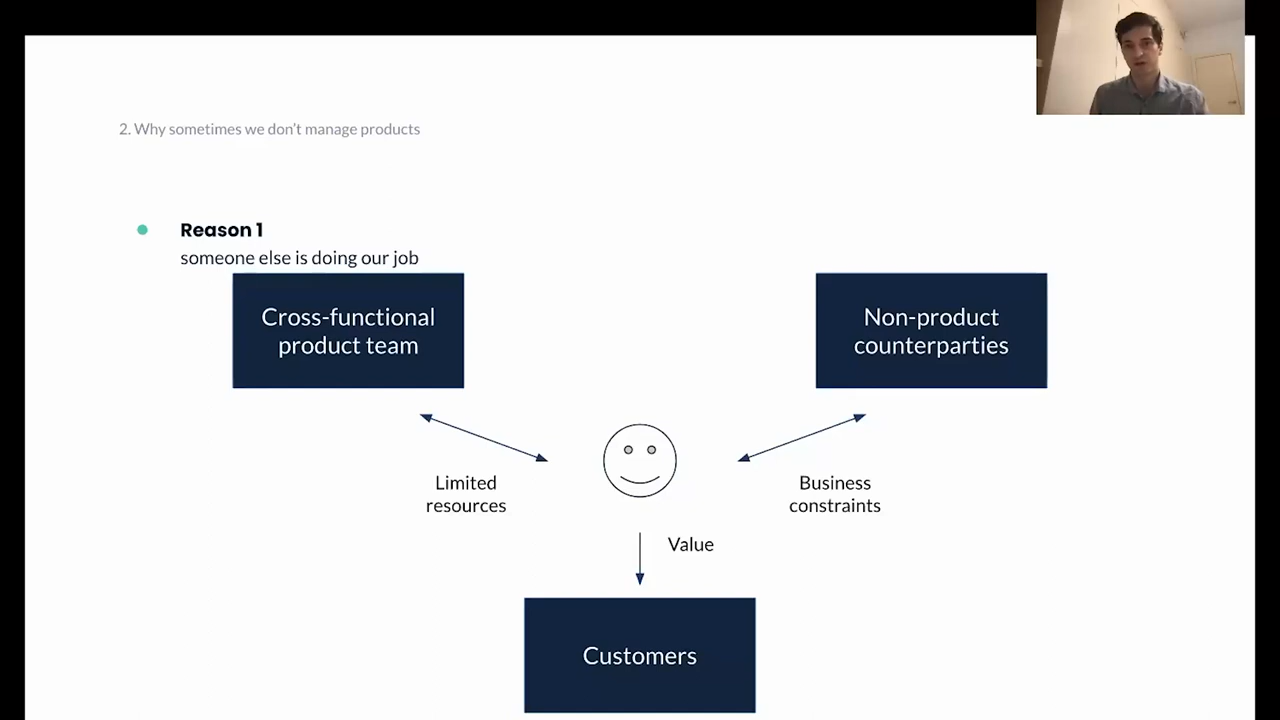 2. Why sometimes we don't manage products
Reason 1
someone else is doing our job
Cross-functional
product team
Non-product
counterparties
Limited
resources
Business
constraints
Value
Customers